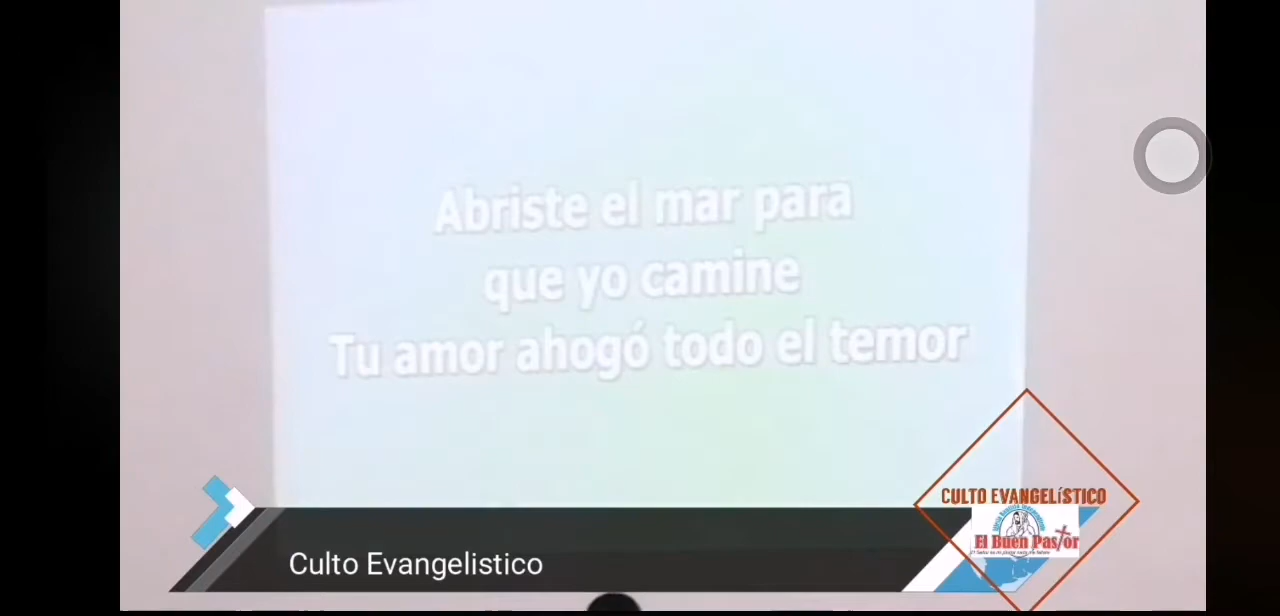 Abriste el mar para
que yo camine
Tu amor ahogó todo el temor
CULTO EVANGELíSTICO
El Buen Pastor
Culto Evangelistico